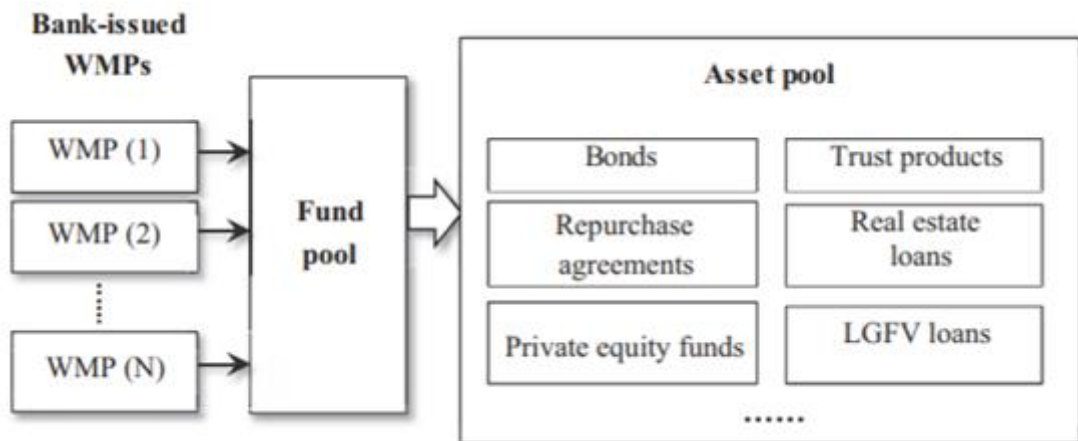 Bank-issued
WMPs
WMP (1)
WMP (2)
WMP (N)
Fund
pool
Asset pool
Bonds
Trust products
Repurchase
agreements
Real estate
loans
Private equity funds
LGFV loans
......